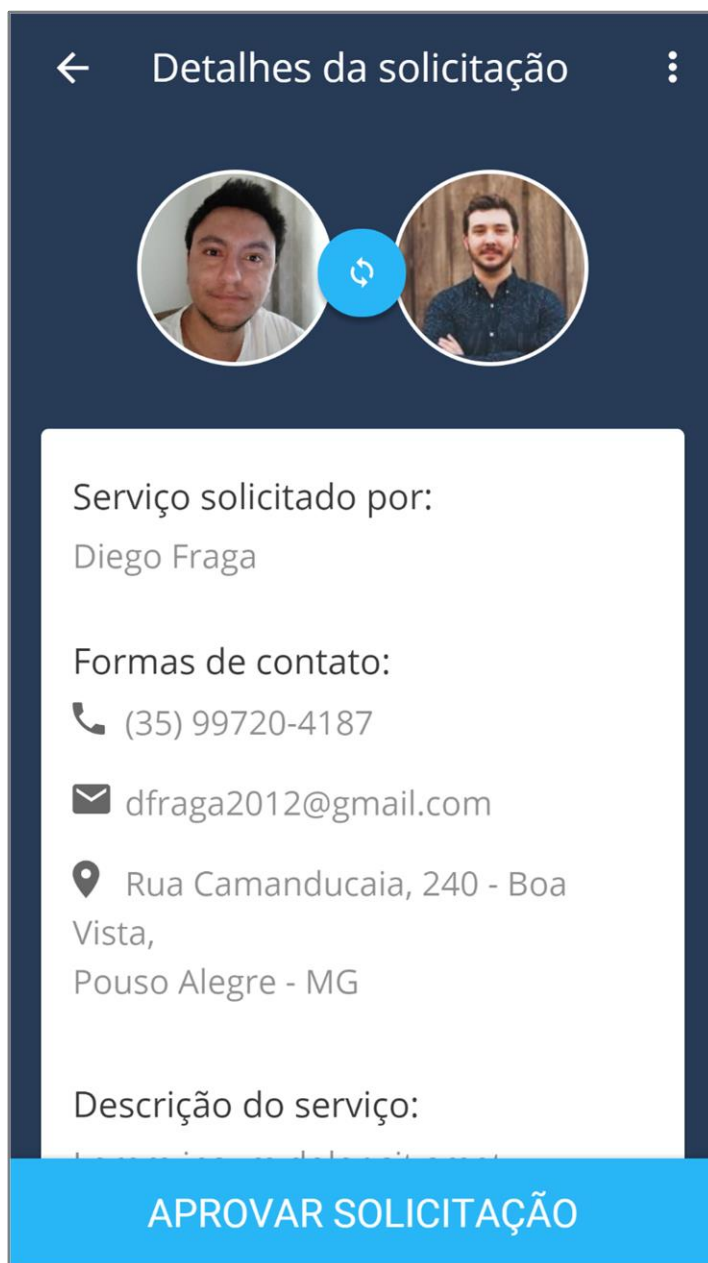 Detalhes da solicitação
Serviço solicitado por:
Diego Fraga
Formas de contato:
(35) 99720-4187
dfraga2012@gmail.com
Rua Camanducaia, 240 - Boa
Vista,
Pouso Alegre - MG
Descrição do serviço:
APROVAR SOLICITAÇÃO